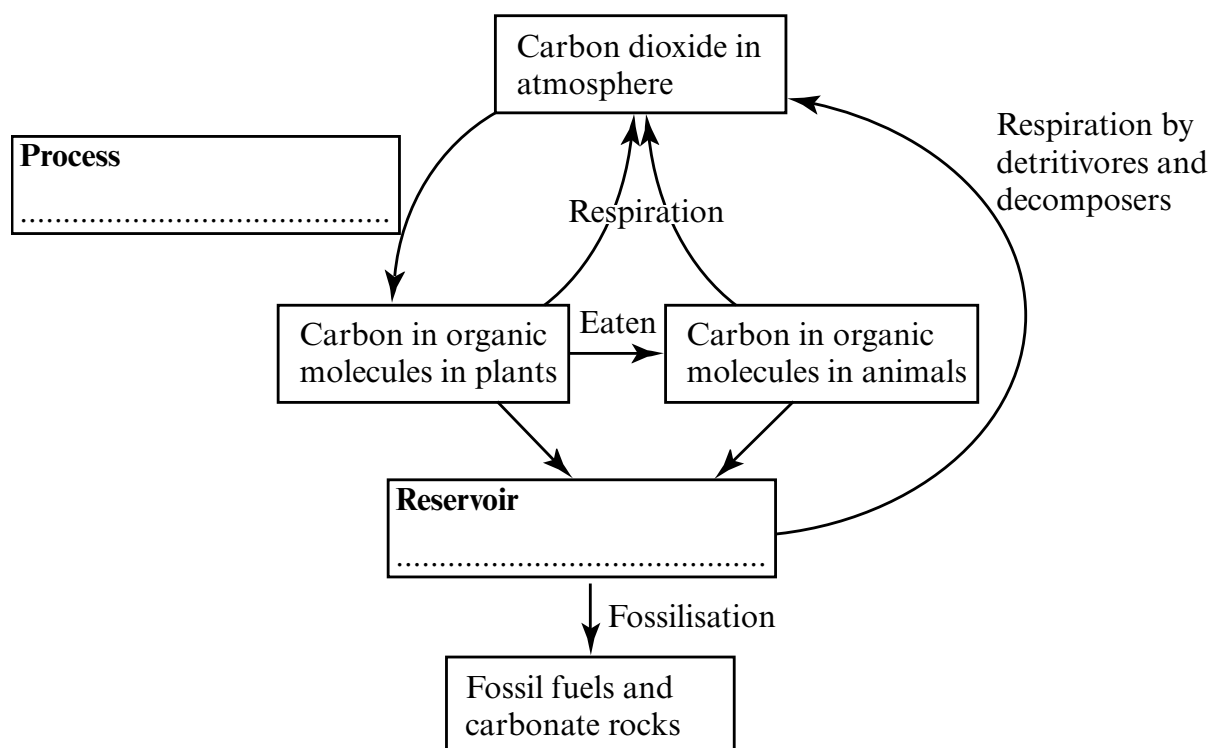 Carbon dioxide in
atmosphere
Process
.............................................
Respiration by
detritivores and
decomposers
Respiration
Carbon in organic
molecules in plants
Eaten
Carbon in organic
molecules in animals
Reservoir
.............................................
Fossilisation
Fossil fuels and
carbonate rocks